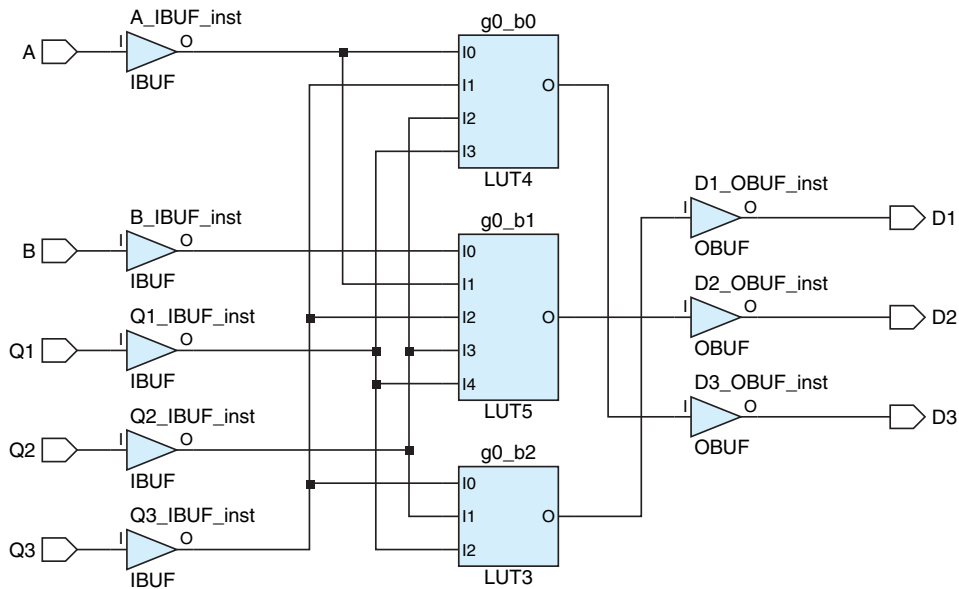 A_IBUF_inst
A
I
O
IBUF
g0_b0
I0
I1
I2
I3
O
LUT4
B_IBUF_inst
B
I
O
IBUF
g0_b1
I0
I1
I2
I3
I4
O
LUT5
Q1_IBUF_inst
Q1
I
O
IBUF
Q2_IBUF_inst
Q2
I
O
IBUF
g0_b2
I0
I1
I2
O
LUT3
Q3_IBUF_inst
Q3
I
O
IBUF
D1_OBUF_inst
I
O
OBUF
D1
D2_OBUF_inst
I
O
OBUF
D2
D3_OBUF_inst
I
O
OBUF
D3